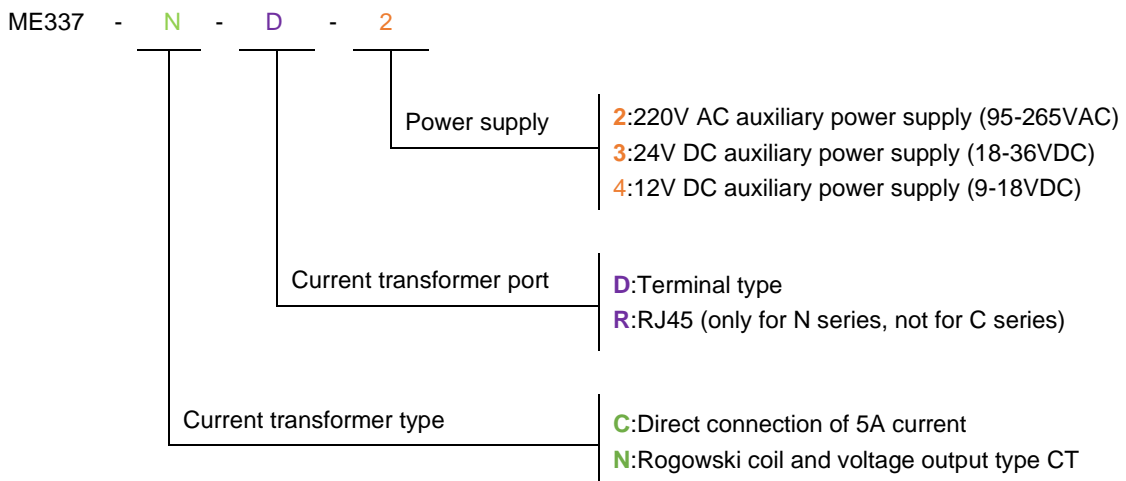 ME337 - N - D - 2
Power supply
2:220V AC auxiliary power supply (95-265VAC)
3:24V DC auxiliary power supply (18-36VDC)
4:12V DC auxiliary power supply (9-18VDC)
Current transformer port
D:Terminal type
R:RJ45 (only for N series, not for C series)
Current transformer type
C:Direct connection of 5A current
N:Rogowski coil and voltage output type CT